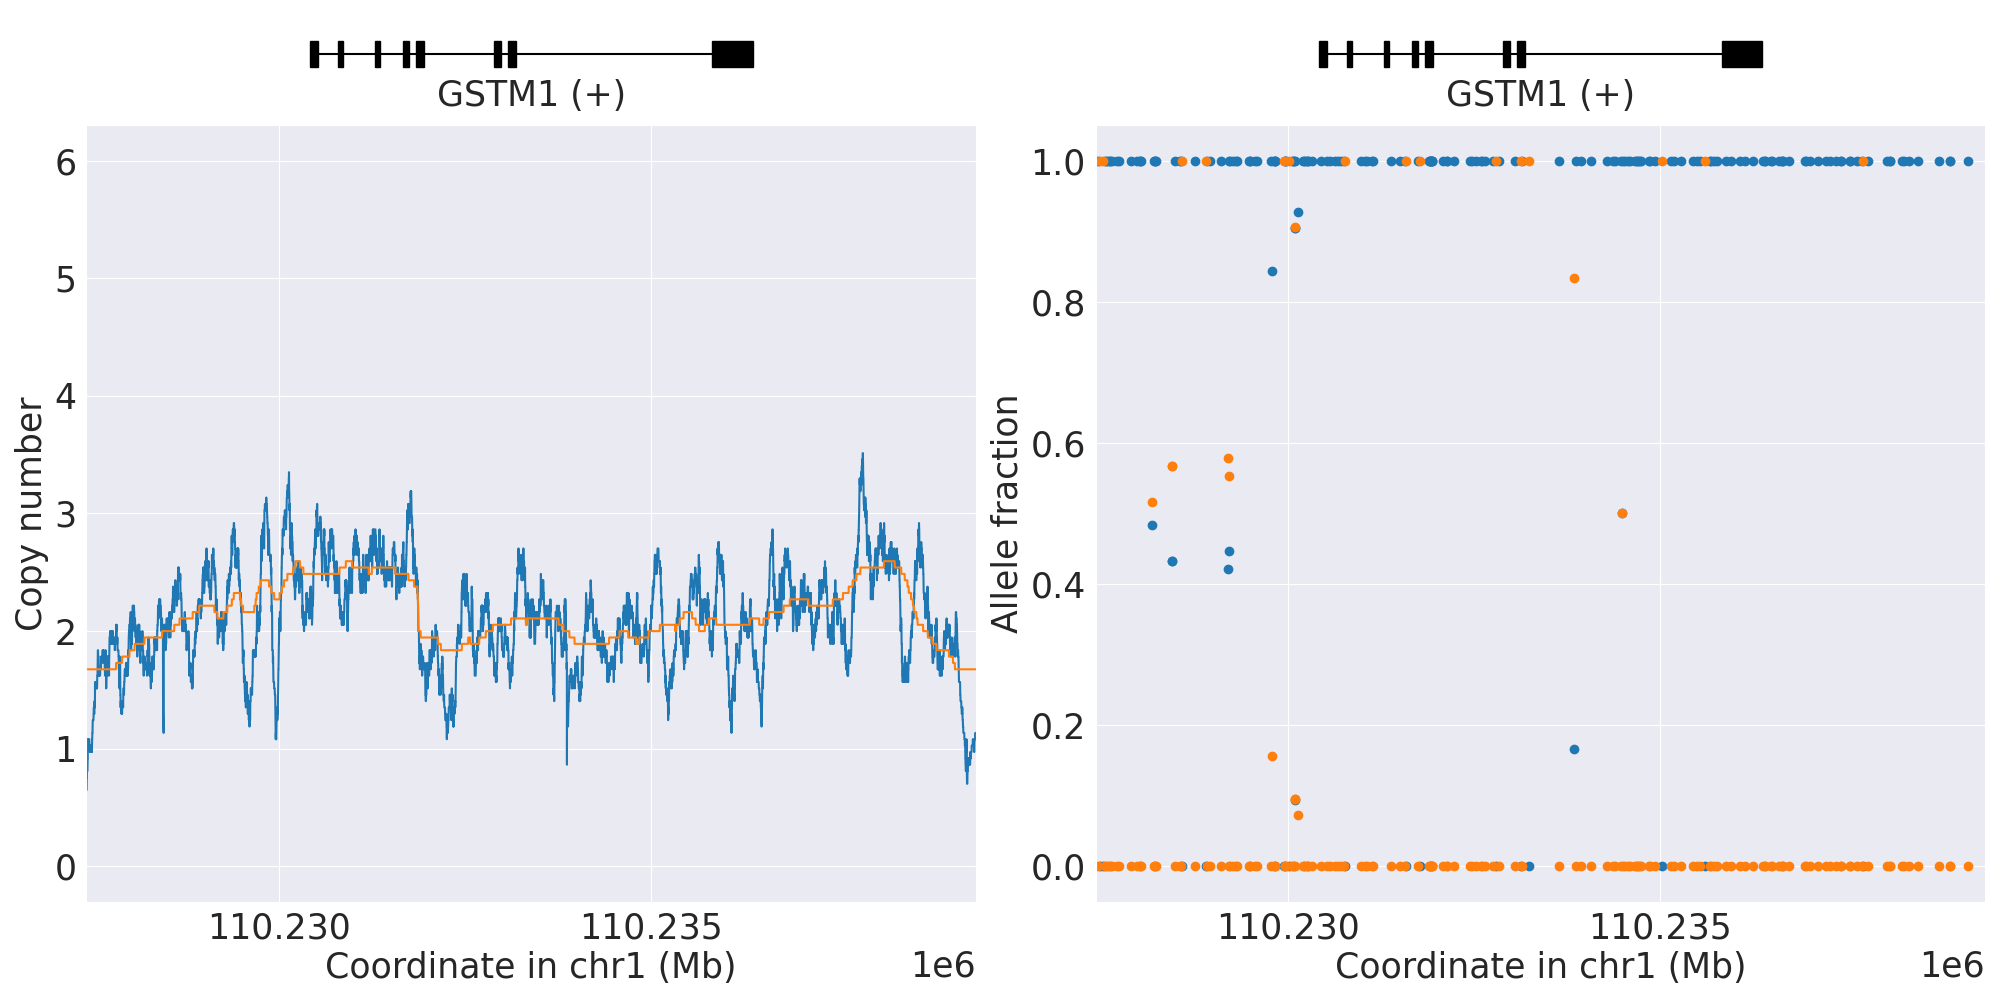 GSTM1 (+)
6
5
4
3
2
1
0
Copy number
110.230
110.235
Coordinate in chr1 (Mb)
1e6
GSTM1 (+)
1.0
0.8
0.6
0.4
0.2
0.0
Allele fraction
110.230
110.235
Coordinate in chr1 (Mb)
1e6